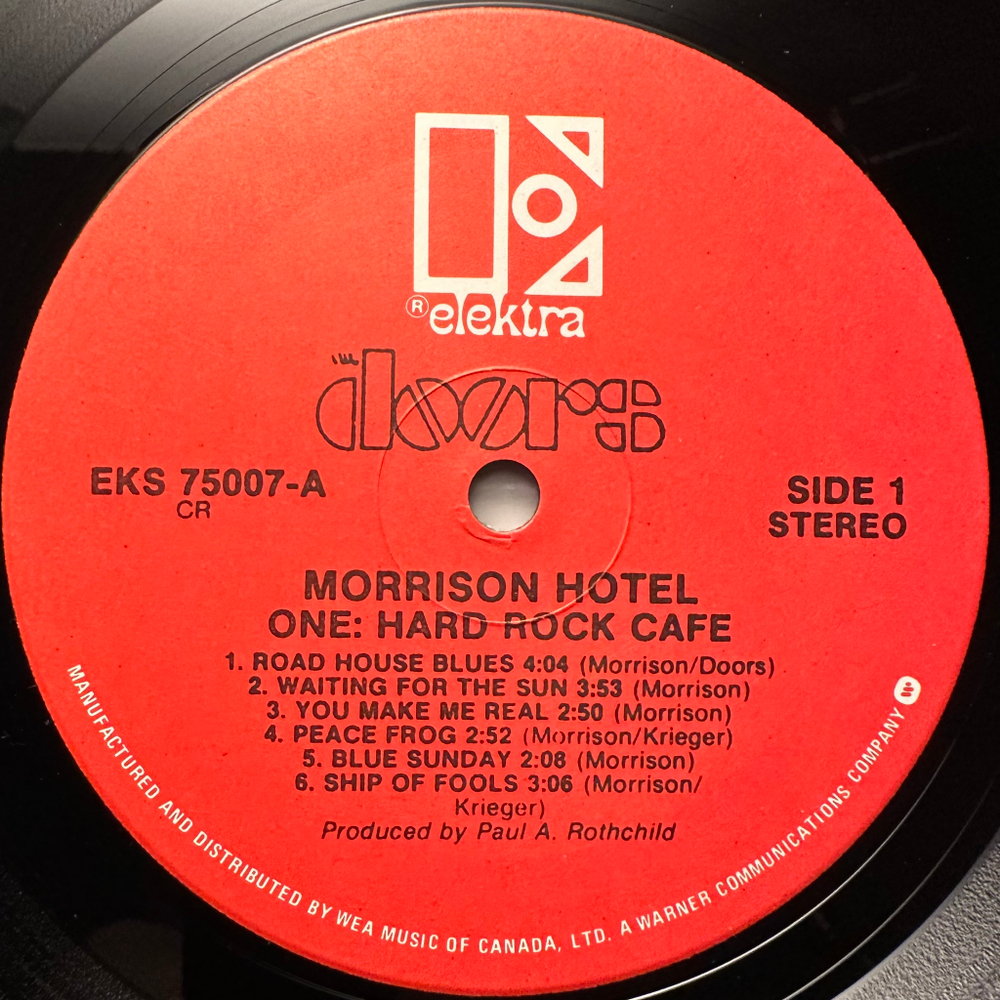 ® elektra
THE
doors
EKS 75007-A
CR
SIDE 1
STEREO
MORRISON HOTEL
ONE: HARD ROCK CAFE
1. ROAD HOUSE BLUES 4:04 (Morrison/Doors)
2. WAITING FOR THE SUN 3:53 (Morrison)
3. YOU MAKE ME REAL 2:50 (Morrison)
4. PEACE FROG 2:52 (Morrison/Krieger)
5. BLUE SUNDAY 2:08 (Morrison)
6. SHIP OF FOOLS 3:06 (Morrison/
Krieger)
Produced by Paul A. Rothchild
MANUFACTURED AND DISTRIBUTED BY WEA MUSIC OF CANADA, LTD. A WARNER COMMUNICATIONS COMPANY